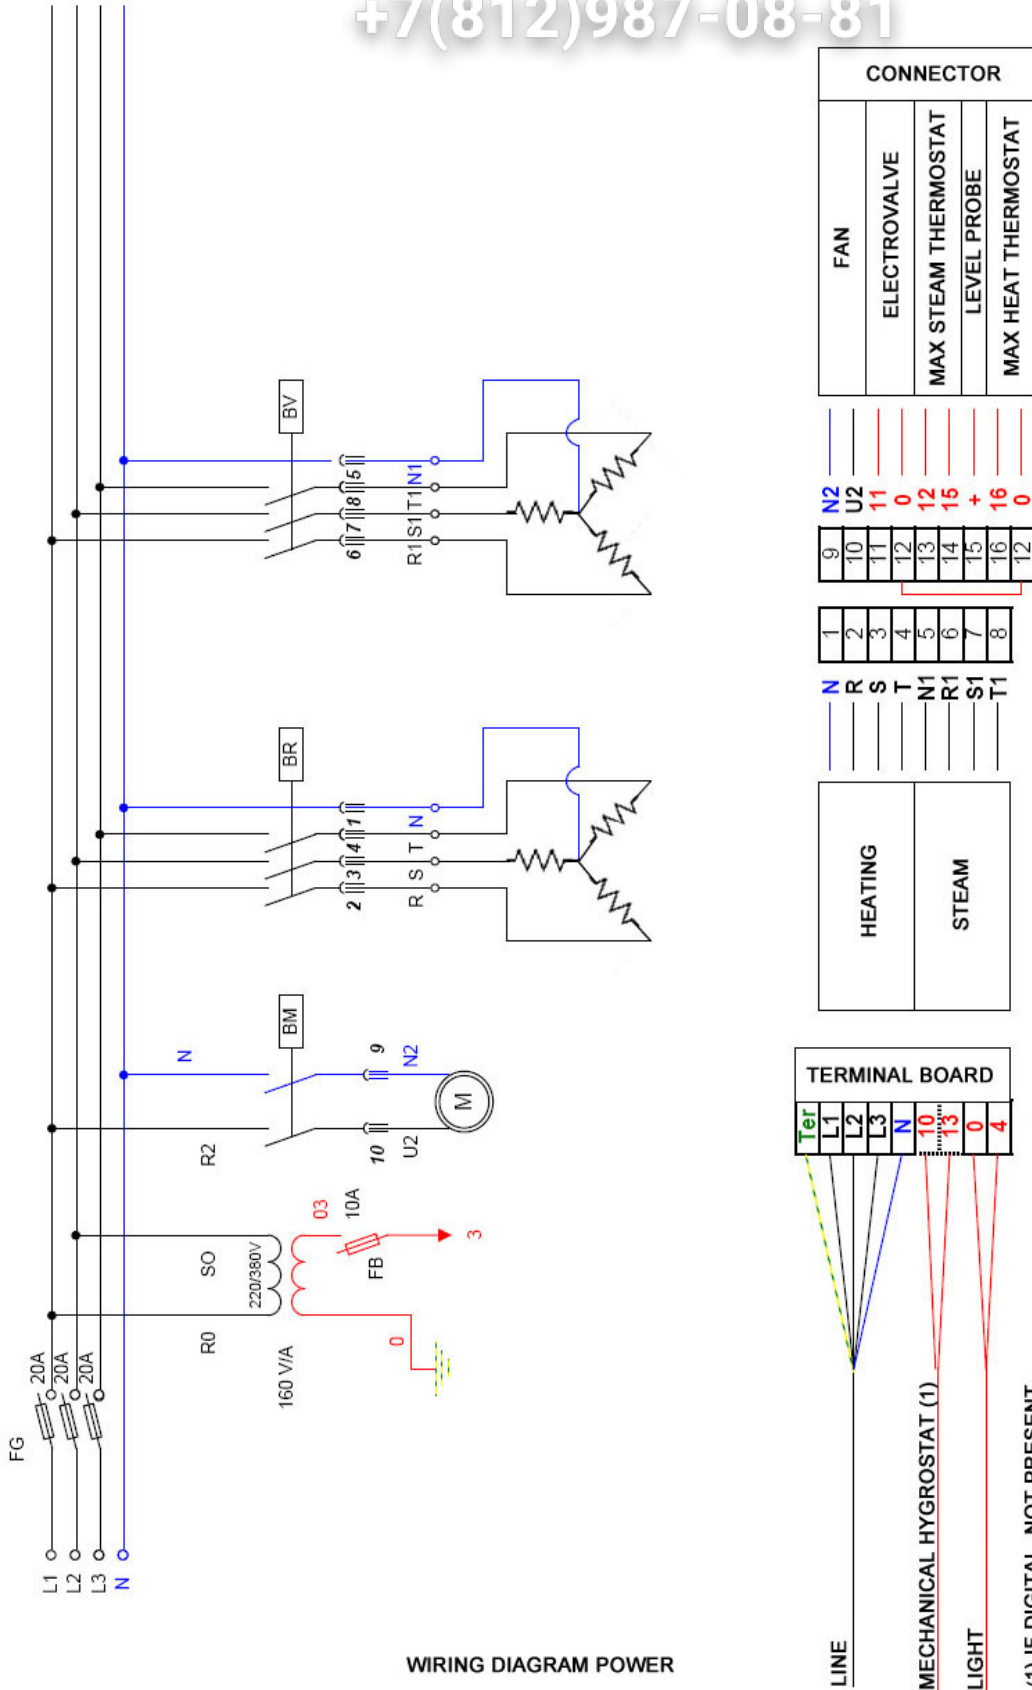 +7(812)987-08-81
WIRING DIAGRAM POWER
FG
L1
L2
L3
N
20A
20A
20A
R0
SO
220/380V
160 V/A
0
03
10A
FB
3
R2
N
BM
10
9
U2
N2
M
BR
2
3
4
1
R
S
T
N
BV
6
7
8
5
R1
S1
T1
N1
LINE
MECHANICAL HYGROSTAT (1)
LIGHT
(1) IF DIGITAL NOT PRESENT
TERMINAL BOARD
Ter
L1
L2
L3
N
10
13
0
4
HEATING
STEAM
N
R
S
T
N1
R1
S1
T1
1
2
3
4
5
6
7
8
9
10
11
12
13
14
15
16
12
N2
U2
11
0
12
15
+
16
0
CONNECTOR
FAN
ELECTROVALVE
MAX STEAM THERMOSTAT
LEVEL PROBE
MAX HEAT THERMOSTAT